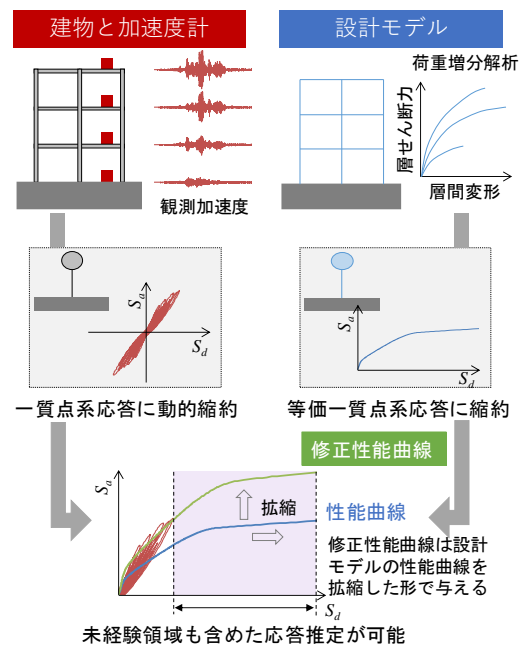 建物と加速度計
設計モデル
荷重増分解析
層せん断力
層間変形
観測加速度
Sa
Sd
Sa
Sd
一質点系応答に動的縮約
等価一質点系応答に縮約
修正性能曲線
Sa
拡縮
性能曲線
修正性能曲線は設計
モデルの性能曲線を
拡縮した形で与える
Sd
未経験領域も含めた応答推定が可能